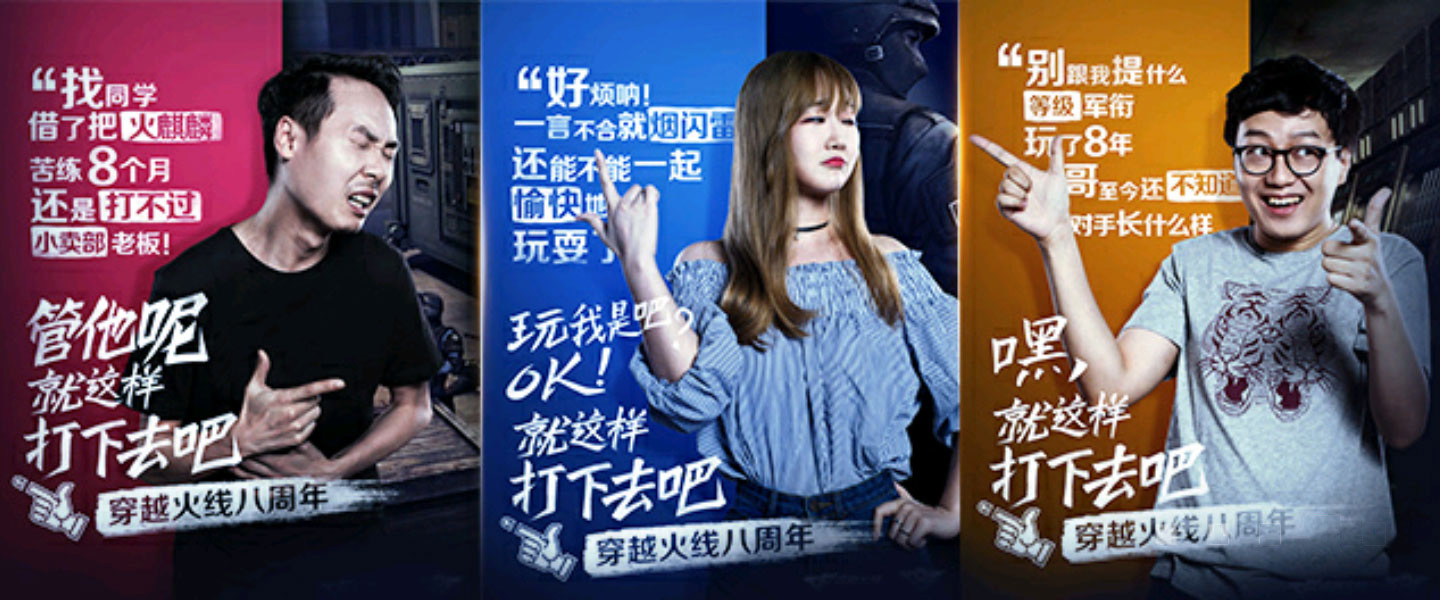 “找同学
借了把火麒麟
苦练8个月
还是打不过
小卖部老板！
管他呢
就这样
打下去吧
穿越火线八周年
“好烦呐！
一言不合就烟闪雷
还能不能一起
愉快地
玩耍了
玩我是吧？
OK！
就这样
打下去吧
穿越火线八周年
“别跟我提什么
等级军衔
玩了8年
哥至今还不知道
对手长什么样
嘿，
就这样
打下去吧
穿越火线八周年